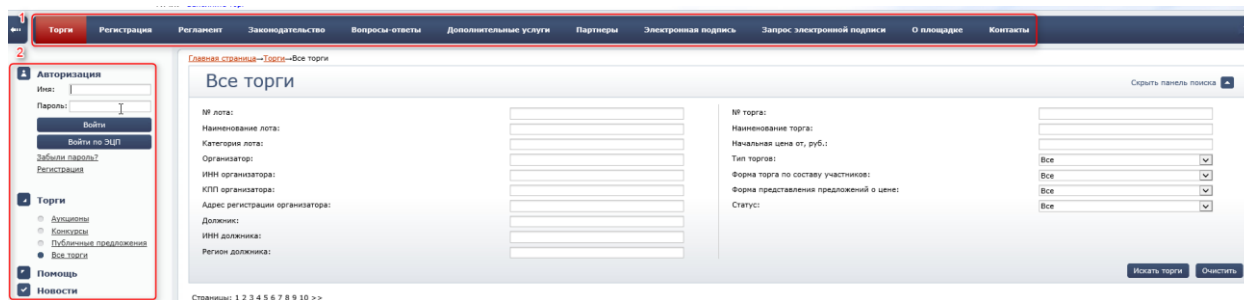 1
Торги Регистрация Регламент Законодательство Вопросы-ответы Дополнительные услуги Партнеры Электронная подпись Запрос электронной подписи О площадке Контакты
2
Авторизация
Имя:
Пароль:
Войти
Войти по ЭЦП
Забыли пароль?
Регистрация
Торги
Аукционы
Конкурсы
Публичные предложения
Все торги
Помощь
Новости
Главная страница→Торги→Все торги
Все торги
Скрыть панель поиска
№ лота:
Наименование лота:
Категория лота:
Организатор:
ИНН организатора:
КПП организатора:
Адрес регистрации организатора:
Должник:
ИНН должника:
Регион должника:
№ торга:
Наименование торга:
Начальная цена от, руб.:
Тип торгов: Все
Форма торга по составу участников: Все
Форма представления предложений о цене: Все
Статус: Все
Искать торги Очистить
Страницы: 1 2 3 4 5 6 7 8 9 10 >>